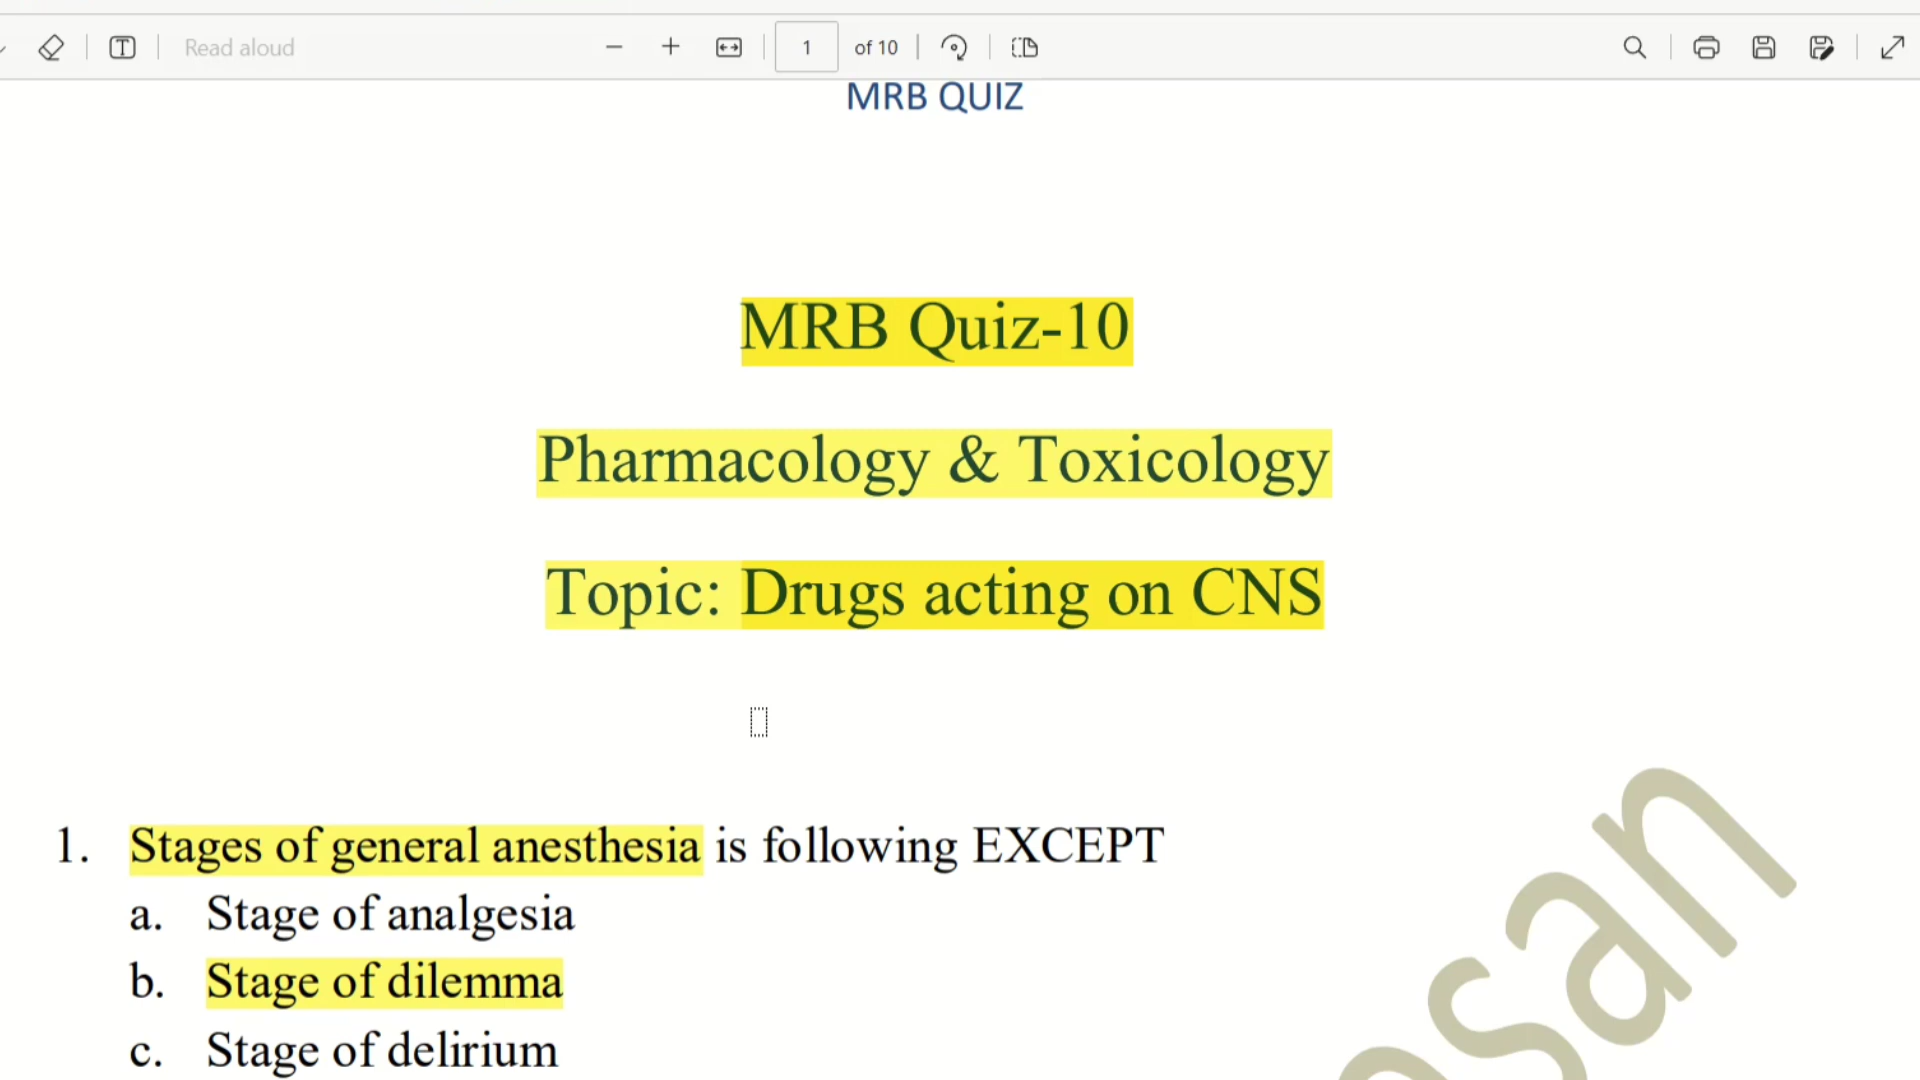 Read aloud
1 of 10
MRB QUIZ
MRB Quiz-10
Pharmacology & Toxicology
Topic: Drugs acting on CNS
1. Stages of general anesthesia is following EXCEPT
a. Stage of analgesia
b. Stage of dilemma
c. Stage of delirium